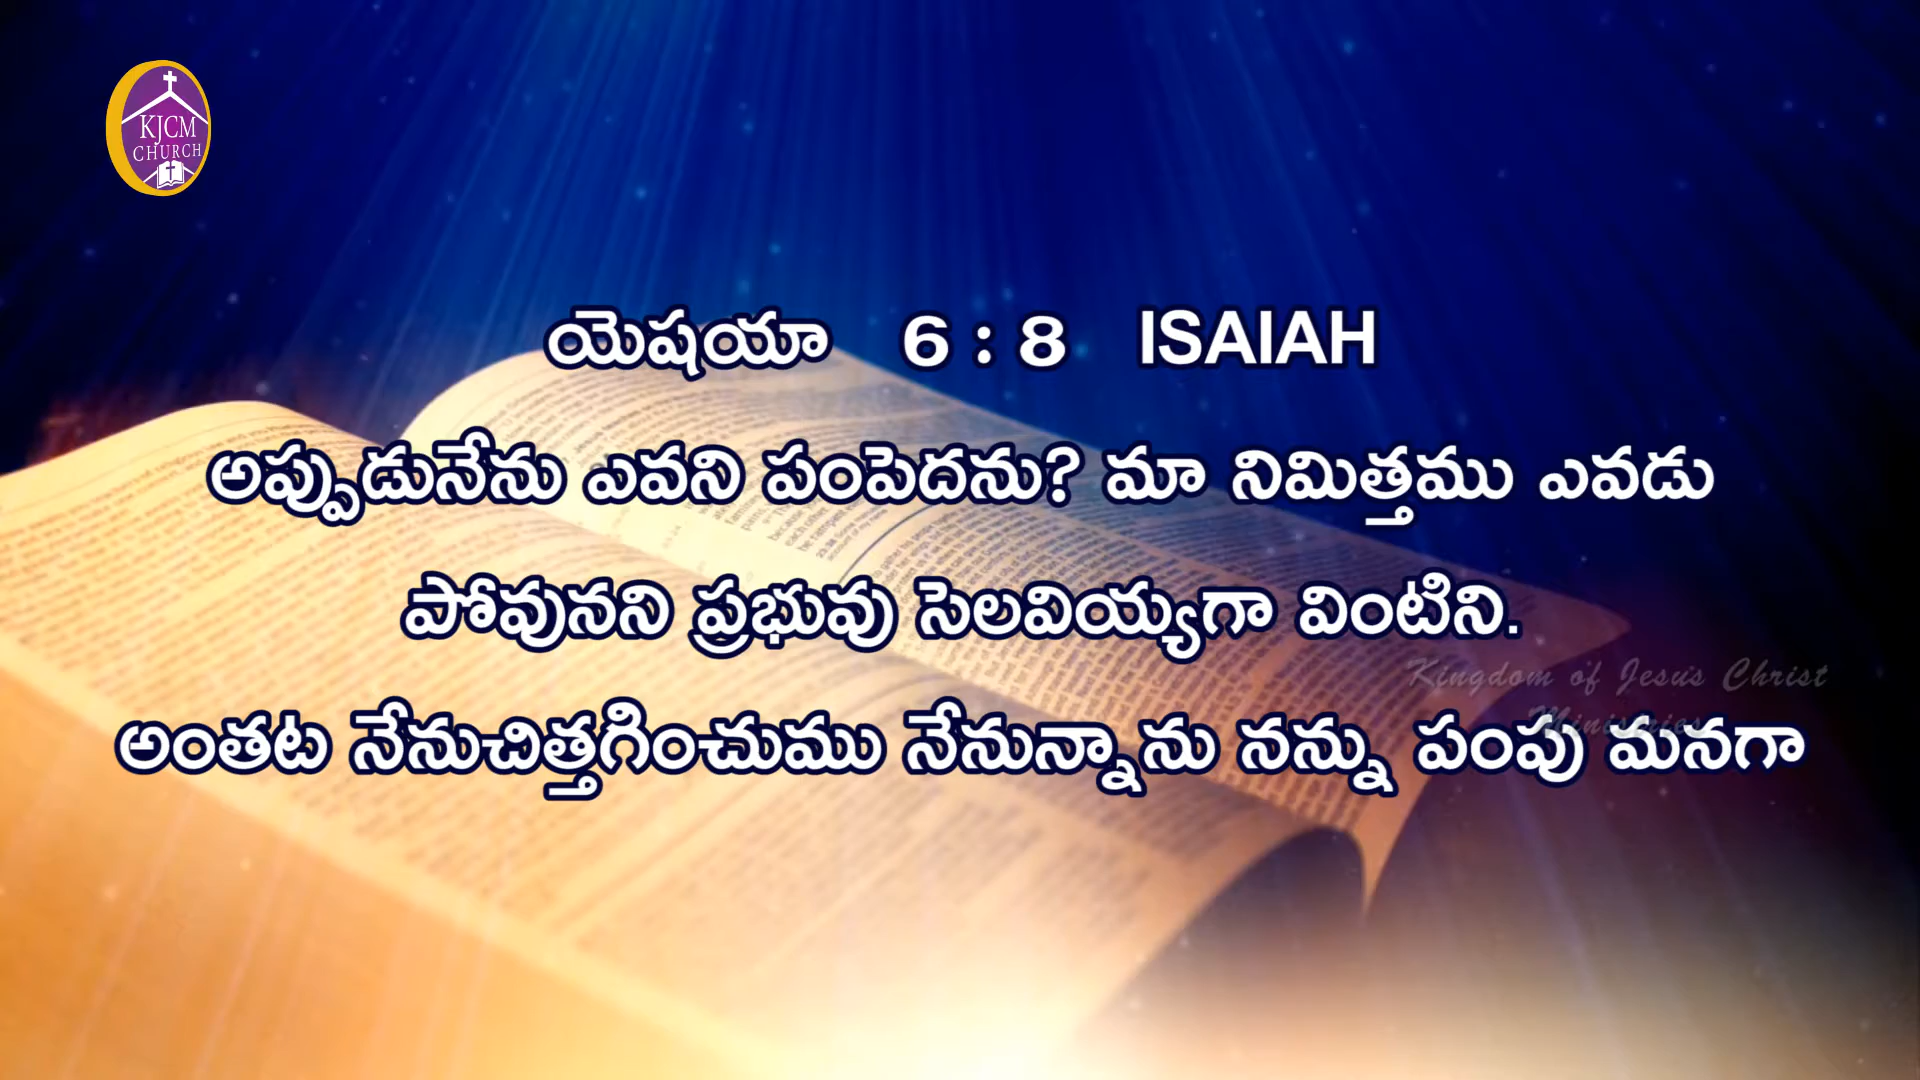 KJCM
CHURCH
యెషయా 6 : 8 ISAIAH
అప్పుడునేను ఎవని పంపెదను? మా నిమిత్తము ఎవడు
పోవునని ప్రభువు సెలవియ్యగా వింటిని.
Kingdom of Jesus Christ
Ministries
అంతట నేనుచిత్తగించుము నేనున్నాను నన్ను పంపు మనగా